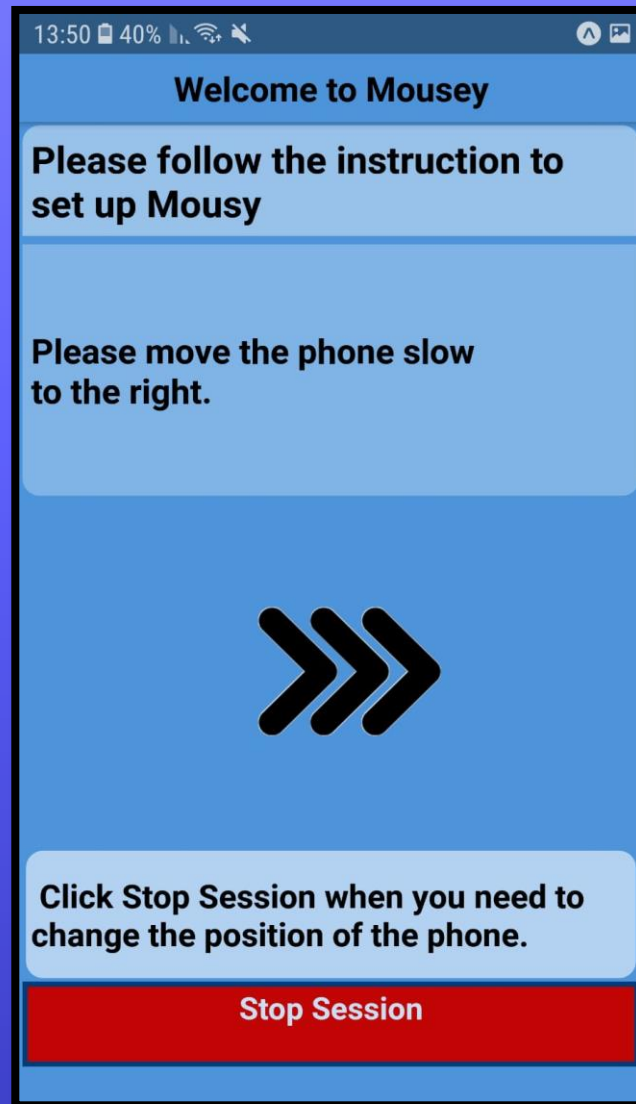 13:50 40%
Welcome to Mousey
Please follow the instruction to
set up Mousy
Please move the phone slow
to the right.
Click Stop Session when you need to
change the position of the phone.
Stop Session